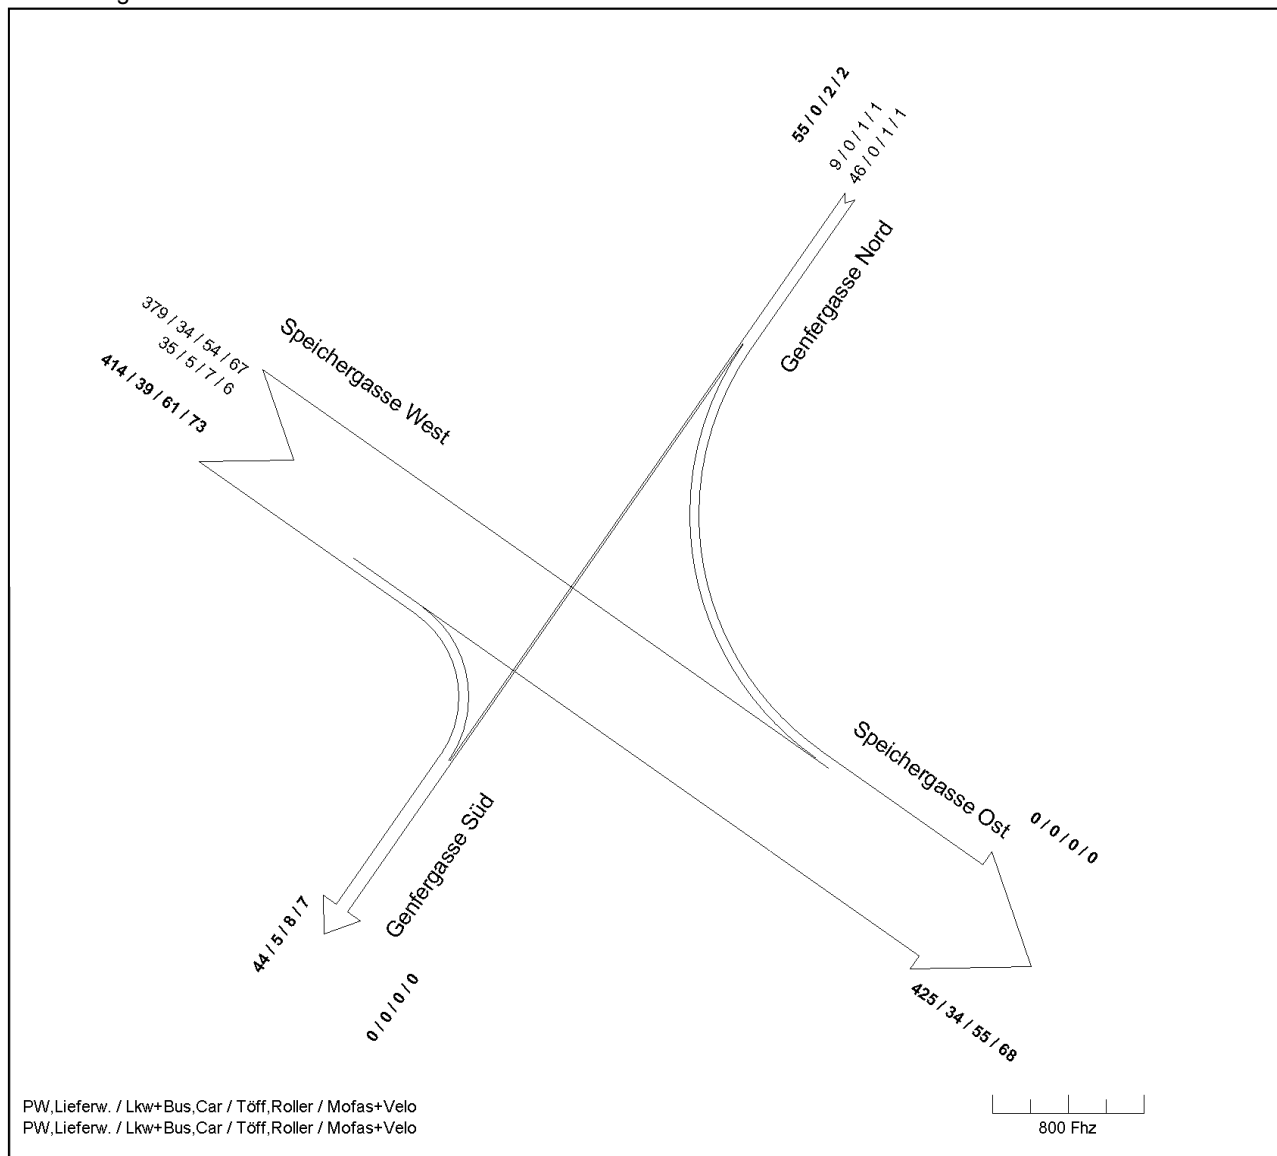 55 / 0 / 2 / 2
9 / 0 / 1 / 1
46 / 0 / 1 / 1
Genfergasse Nord
379 / 34 / 54 / 67
35 / 5 / 7 / 6
414 / 39 / 61 / 73
Speichergasse West
Speichergasse Ost
0 / 0 / 0 / 0
Genfergasse Süd
44 / 5 / 8 / 7
0 / 0 / 0 / 0
425 / 34 / 55 / 68
PW,Lieferw. / Lkw+Bus,Car / Töff,Roller / Mofas+Velo
PW,Lieferw. / Lkw+Bus,Car / Töff,Roller / Mofas+Velo
800 Fhz